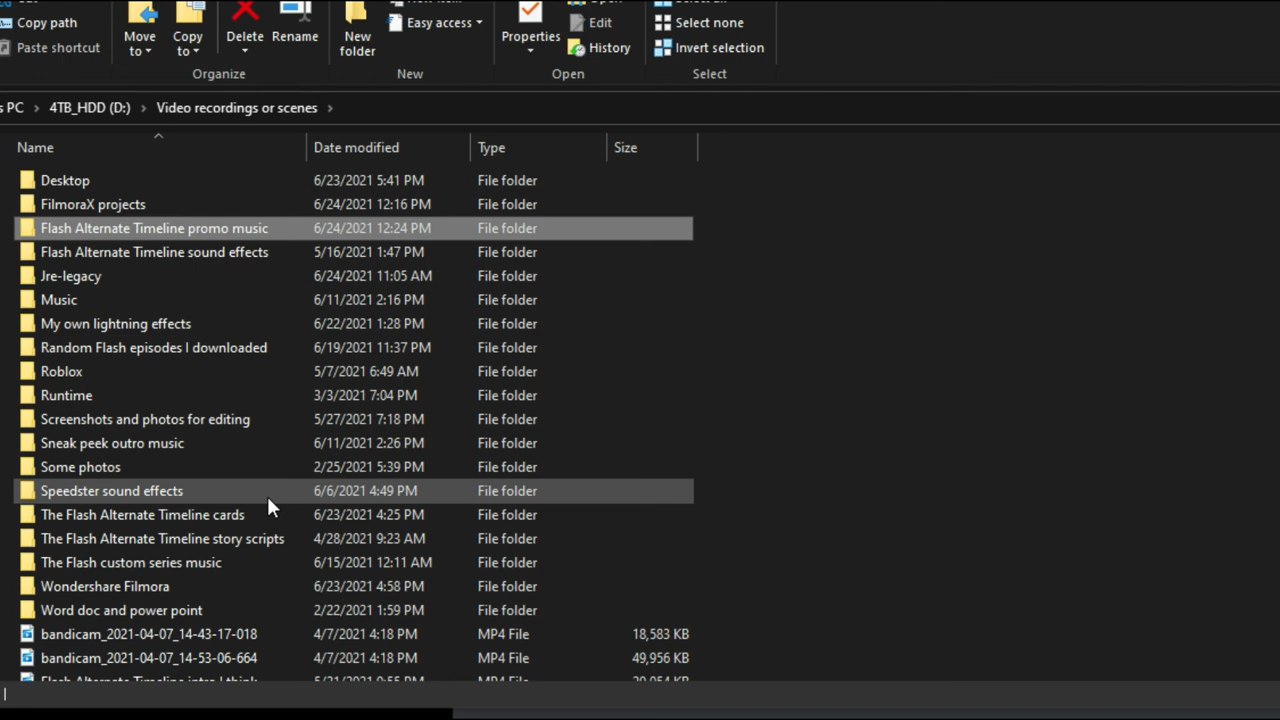 Copy path
Paste shortcut
Move to
Copy to
Delete
Rename
New folder
Easy access
Properties
Edit
History
Select none
Invert selection
Organize
New
Open
Select
s PC > 4TB_HDD (D:) > Video recordings or scenes >
Name Date modified Type Size
Desktop 6/23/2021 5:41 PM File folder
FilmoraX projects 6/24/2021 12:16 PM File folder
Flash Alternate Timeline promo music 6/24/2021 12:24 PM File folder
Flash Alternate Timeline sound effects 5/16/2021 1:47 PM File folder
Jre-legacy 6/24/2021 11:05 AM File folder
Music 6/11/2021 2:16 PM File folder
My own lightning effects 6/22/2021 1:28 PM File folder
Random Flash episodes I downloaded 6/19/2021 11:37 PM File folder
Roblox 5/7/2021 6:49 AM File folder
Runtime 3/3/2021 7:04 PM File folder
Screenshots and photos for editing 5/27/2021 7:18 PM File folder
Sneak peek outro music 6/11/2021 2:26 PM File folder
Some photos 2/25/2021 5:39 PM File folder
Speedster sound effects 6/6/2021 4:49 PM File folder
The Flash Alternate Timeline cards 6/23/2021 4:25 PM File folder
The Flash Alternate Timeline story scripts 4/28/2021 9:23 AM File folder
The Flash custom series music 6/15/2021 12:11 AM File folder
Wondershare Filmora 6/23/2021 4:58 PM File folder
Word doc and power point 2/22/2021 1:59 PM File folder
bandicam_2021-04-07_14-43-17-018 4/7/2021 4:18 PM MP4 File 18,583 KB
bandicam_2021-04-07_14-53-06-664 4/7/2021 4:18 PM MP4 File 49,956 KB
Flash Alternate Timeline intro I think 5/21/2021 9:55 PM MP4 File